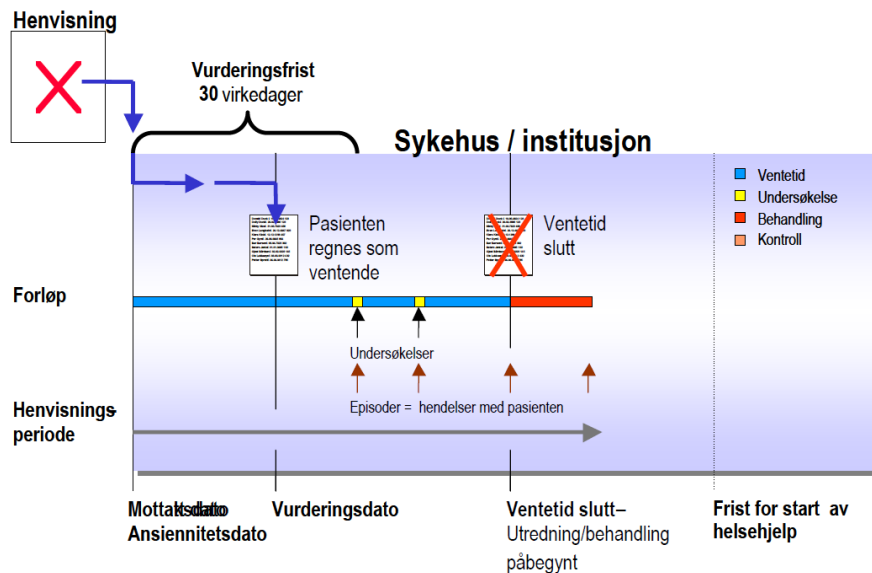 Henvisning
Vurderingsfrist
30 virkedager
Sykehus / institusjon
Ventetid
Undersøkelse
Behandling
Kontroll
Pasienten
regnes som
ventende
Ventetid
slutt
Forløp
Undersøkelser
Episoder = hendelser med pasienten
Henvisnings-
periode
Mottaksdato
Ansiennitetsdato
Vurderingsdato
Ventetid slutt–
Utredning/behandling
påbegynt
Frist for start av
helsehjelp